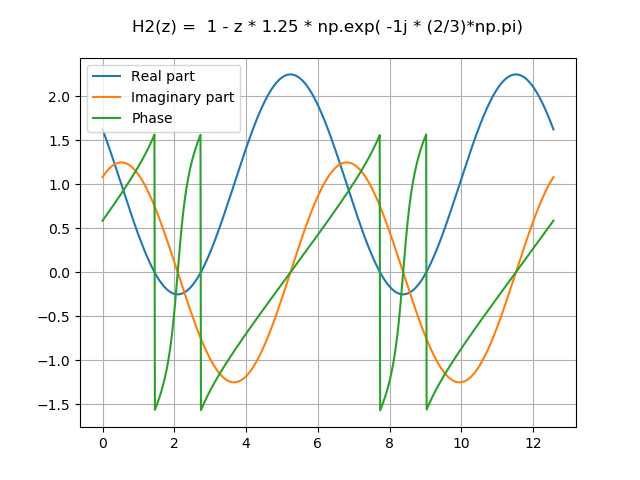 H2(z) =  1 - z * 1.25 * np.exp( -1j * (2/3)*np.pi)
Real part
Imaginary part
Phase
2.0
1.5
1.0
0.5
0.0
−0.5
−1.0
−1.5
0 2 4 6 8 10 12